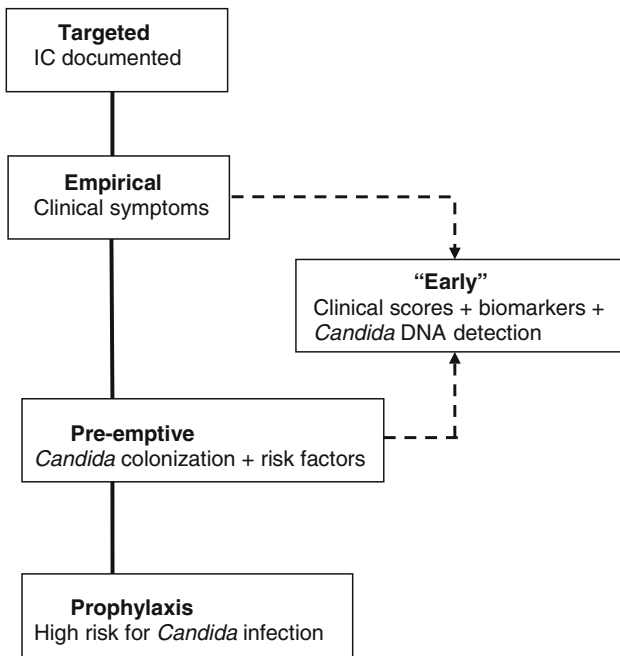 Targeted
IC documented
Empirical
Clinical symptoms
“Early”
Clinical scores + biomarkers +
Candida DNA detection
Pre-emptive
Candida colonization + risk factors
Prophylaxis
High risk for Candida infection